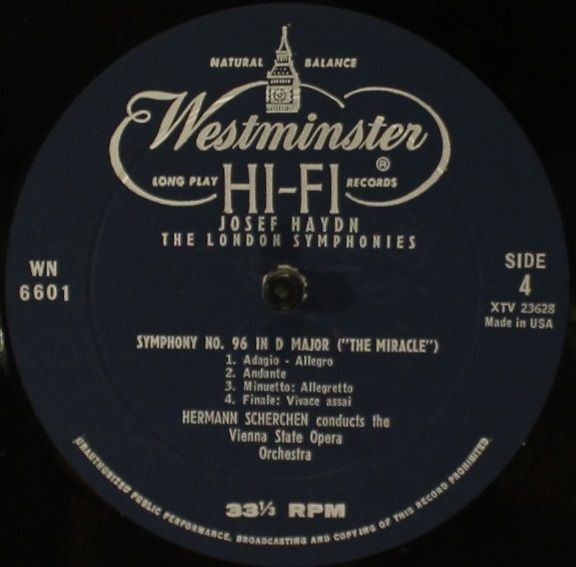 NATURAL BALANCE
Westminster
LONG PLAY HI-FI ® RECORDS
JOSEF HAYDN
THE LONDON SYMPHONIES
WN
6601
SIDE
4
XTV 23628
Made in USA
SYMPHONY NO. 96 IN D MAJOR ("THE MIRACLE")
1. Adagio - Allegro
2. Andante
3. Minuetto: Allegretto
4. Finale: Vivace assai
HERMANN SCHERCHEN conducts the
Vienna State Opera
Orchestra
33⅓ RPM
UNAUTHORIZED PUBLIC PERFORMANCE, BROADCASTING AND COPYING OF THIS RECORD PROHIBITED.